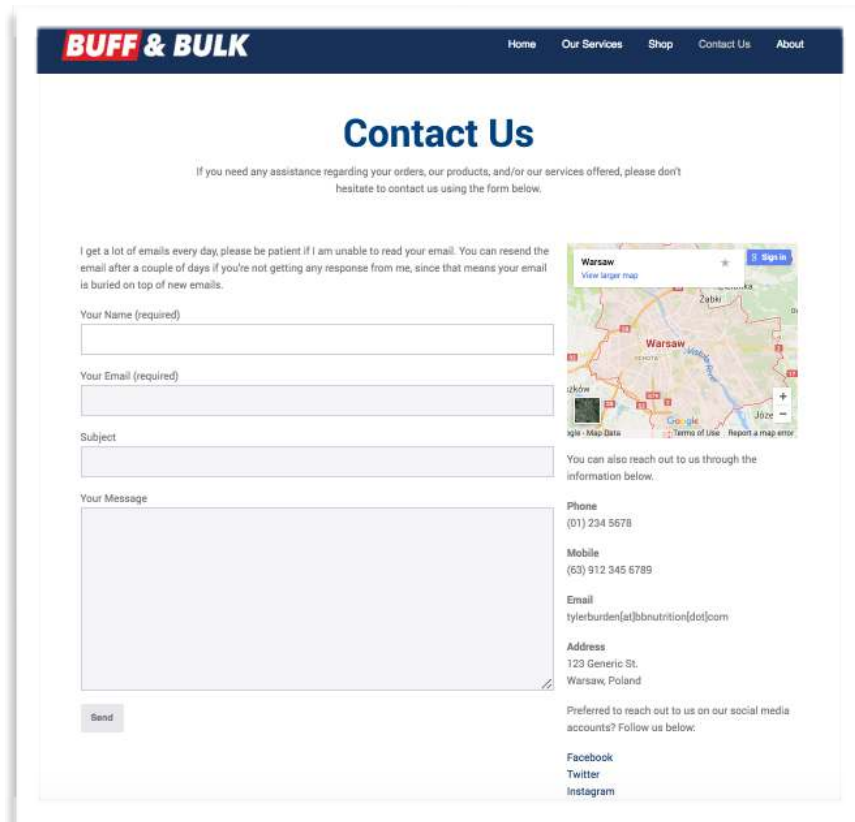 BUFF & BULK
Home Our Services Shop Contact Us About
Contact Us
If you need any assistance regarding your orders, our products, and/or our services offered, please don't
hesitate to contact us using the form below.
I get a lot of emails every day, please be patient if I am unable to read your email. You can resend the
email after a couple of days if you're not getting any response from me, since that means your email
is buried on top of new emails.
Your Name (required)
Your Email (required)
Subject
Your Message
Send
Warsaw
View larger map
Sign in
Ząbki
Warsaw
OCHOTA
Vistula River
Google
Map Data
Terms of Use
Report a map error
You can also reach out to us through the
information below.
Phone
(01) 234 5678
Mobile
(63) 912 345 6789
Email
tylerburden[at]bbnutrition[dot]com
Address
123 Generic St.
Warsaw, Poland
Preferred to reach out to us on our social media
accounts? Follow us below:
Facebook
Twitter
Instagram